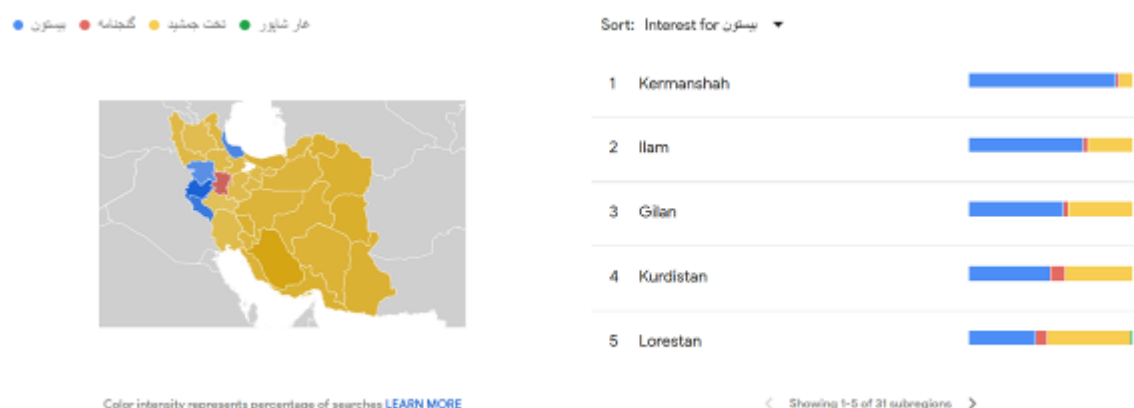 بیستون گنجنامه تخت جمشید غار شاپور
Sort: Interest for بیستون
1 Kermanshah
2 Ilam
3 Gilan
4 Kurdistan
5 Lorestan
Color intensity represents percentage of searches LEARN MORE
Showing 1-5 of 31 subregions